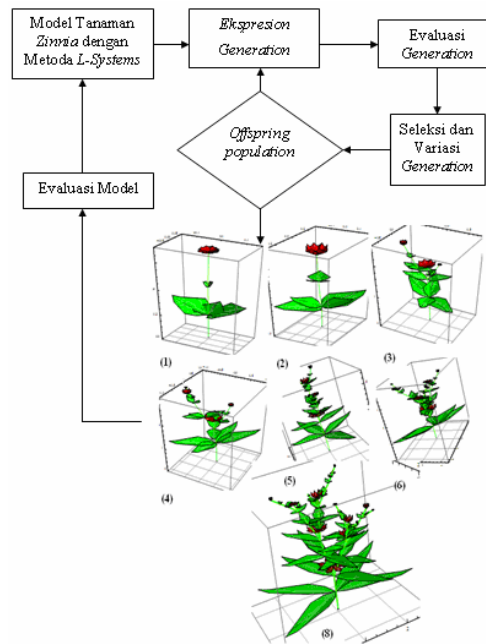 Model Tanaman
Zinnia dengan
Metoda L-Systems
Ekspresion
Generation
Evaluasi
Generation
Offspring
population
Seleksi dan
Variasi
Generation
Evaluasi Model
(1)
(2)
(3)
(4)
(5)
(6)
(8)